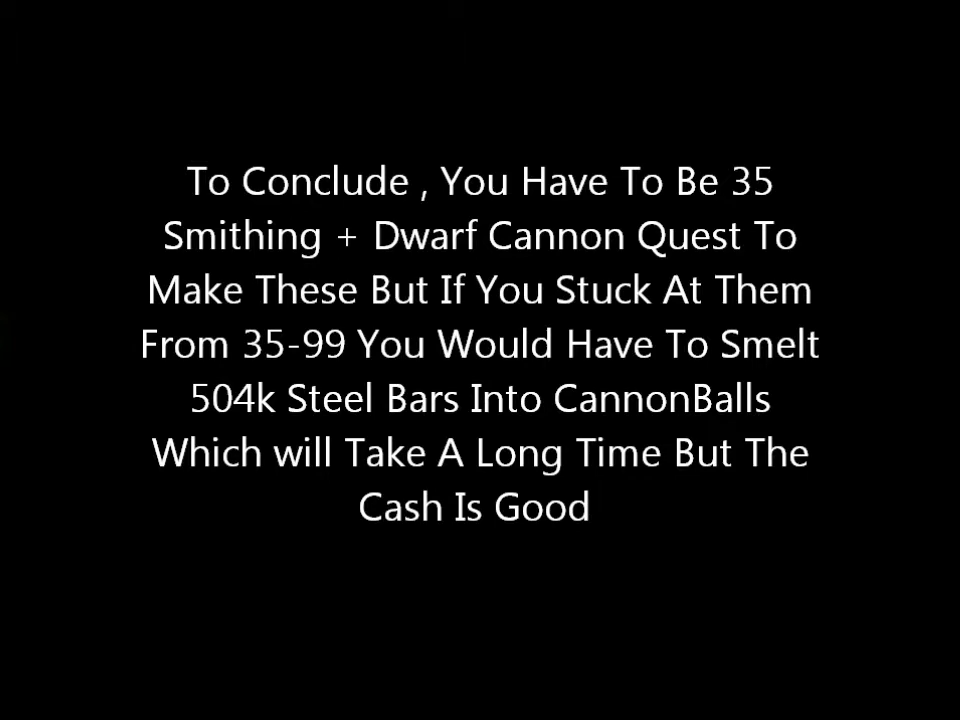 To Conclude , You Have To Be 35
Smithing + Dwarf Cannon Quest To
Make These But If You Stuck At Them
From 35-99 You Would Have To Smelt
504k Steel Bars Into CannonBalls
Which will Take A Long Time But The
Cash Is Good